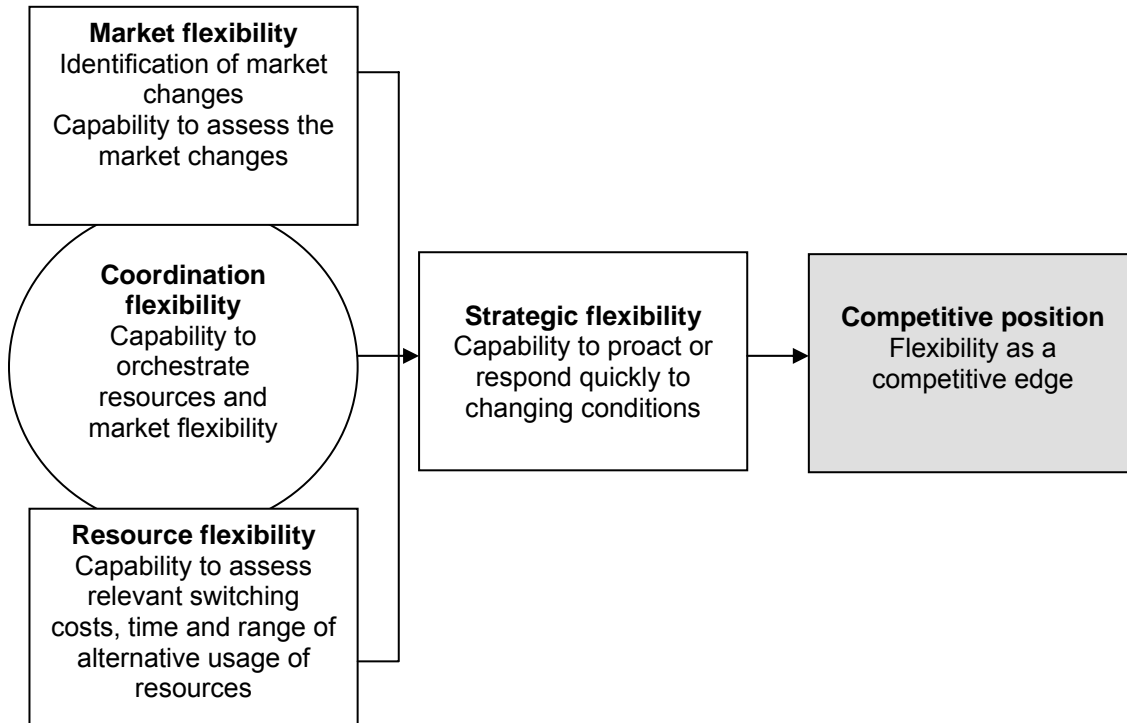 Market flexibility
Identification of market
changes
Capability to assess the
market changes
Coordination
flexibility
Capability to
orchestrate
resources and
market flexibility
Resource flexibility
Capability to assess
relevant switching
costs, time and range of
alternative usage of
resources
Strategic flexibility
Capability to proact or
respond quickly to
changing conditions
Competitive position
Flexibility as a
competitive edge